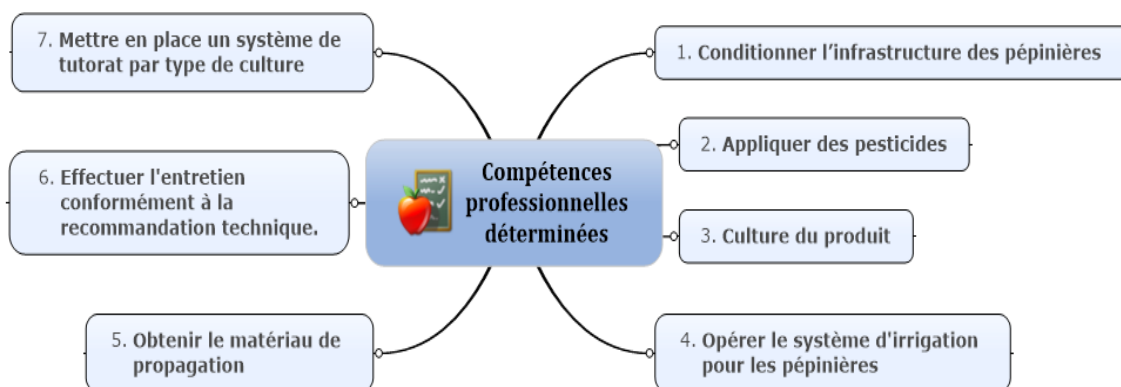 Compétences
professionnelles
déterminées
1. Conditionner l’infrastructure des pépinières
2. Appliquer des pesticides
3. Culture du produit
4. Opérer le système d'irrigation
pour les pépinières
5. Obtenir le matériau de
propagation
6. Effectuer l'entretien
conformément à la
recommandation technique.
7. Mettre en place un système de
tutorat par type de culture